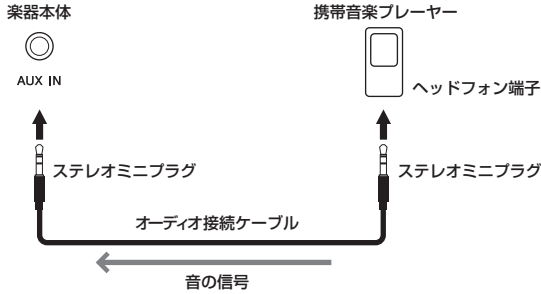 楽器本体
携帯音楽プレーヤー
AUX IN
ヘッドフォン端子
ステレオミニプラグ
ステレオミニプラグ
オーディオ接続ケーブル
音の信号